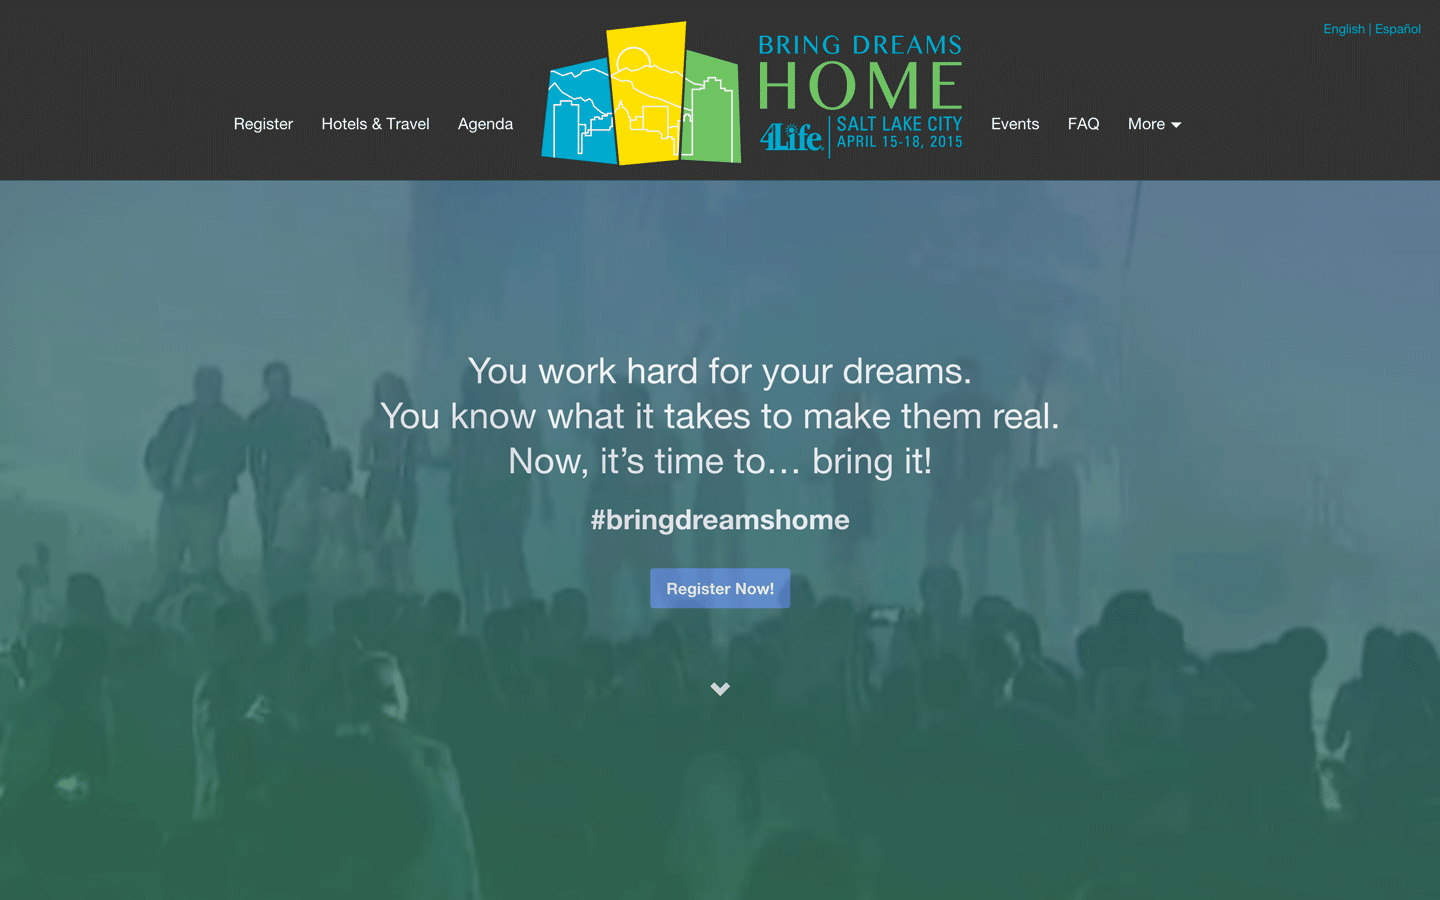 English | Español
BRING DREAMS
HOME
4Life® SALT LAKE CITY
APRIL 15-18, 2015
Register
Hotels & Travel
Agenda
Events
FAQ
More
You work hard for your dreams.
You know what it takes to make them real.
Now, it’s time to… bring it!
#bringdreamshome
Register Now!